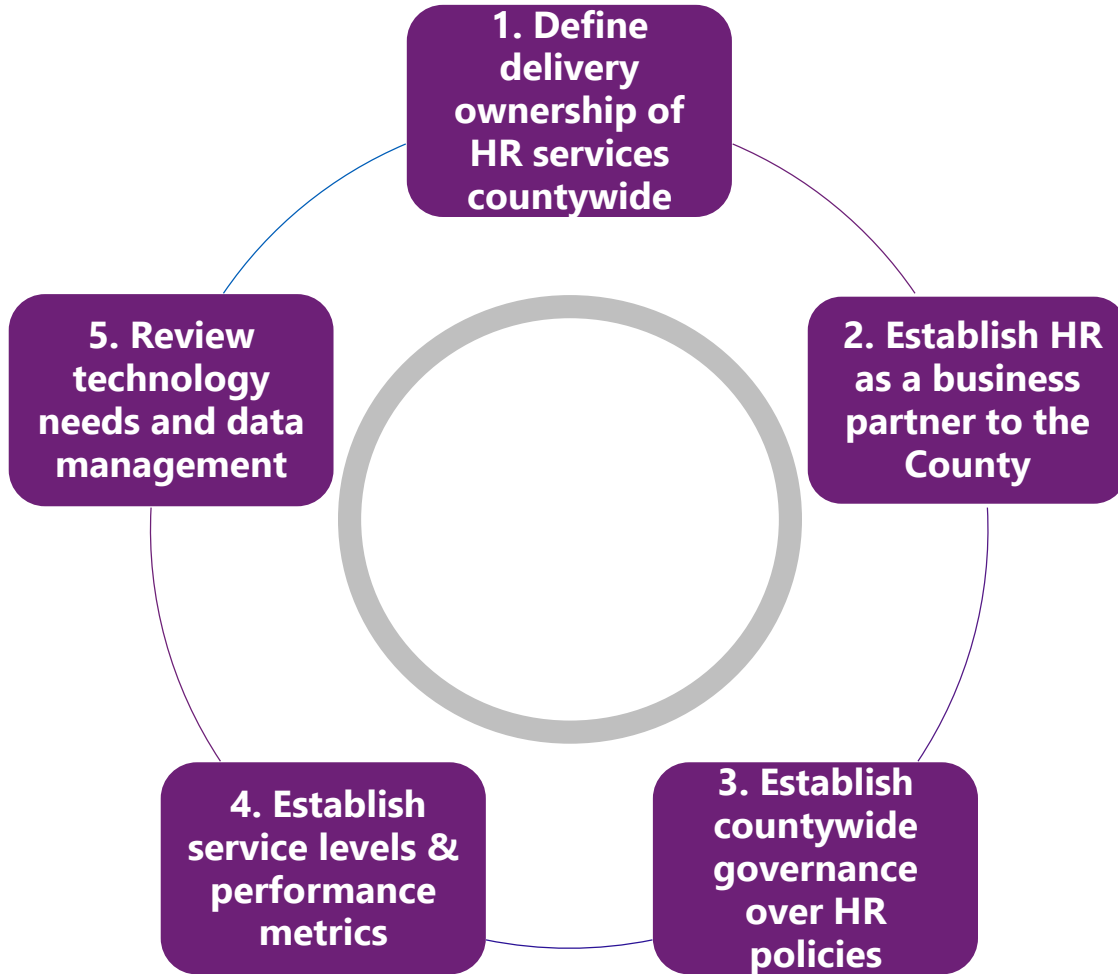 1. Define
delivery
ownership of
HR services
countywide
2. Establish HR
as a business
partner to the
County
3. Establish
countywide
governance
over HR
policies
4. Establish
service levels &
performance
metrics
5. Review
technology
needs and data
management